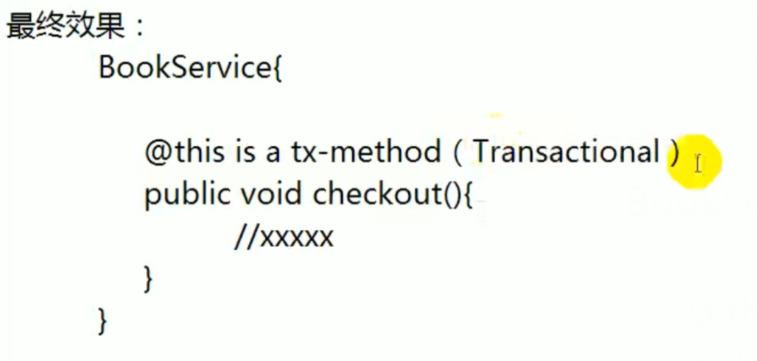 最终效果：
BookService{
@this is a tx-method（Transactional）
public void checkout(){
//xxxxx
}
}